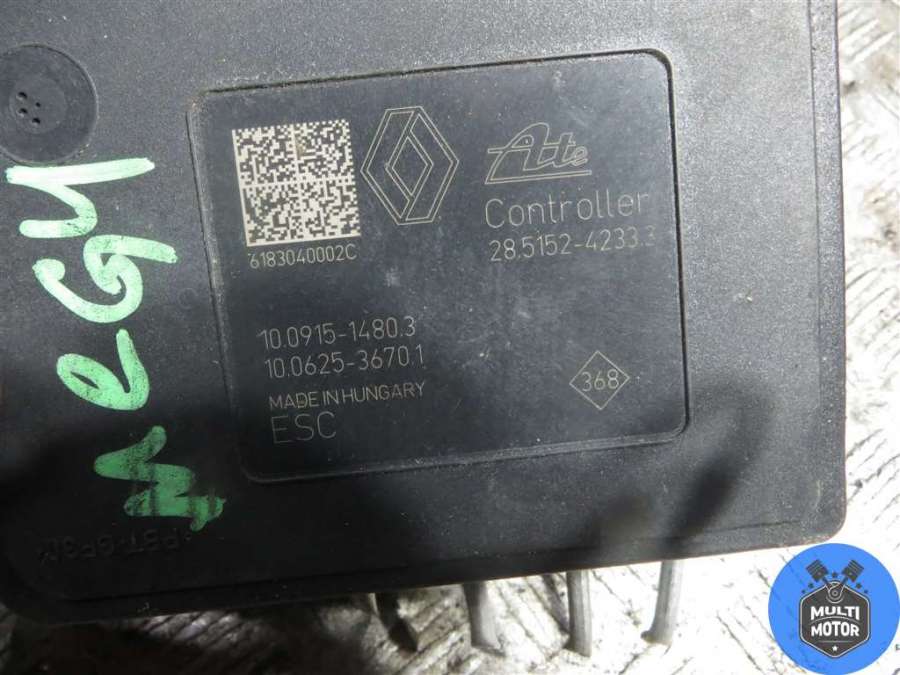 Ate
Controller
28.5152-4233.3
6183040002C
10.0915-1480.3
10.0625-3670.1
MADE IN HUNGARY
ESC
368
MULTI
MOTOR